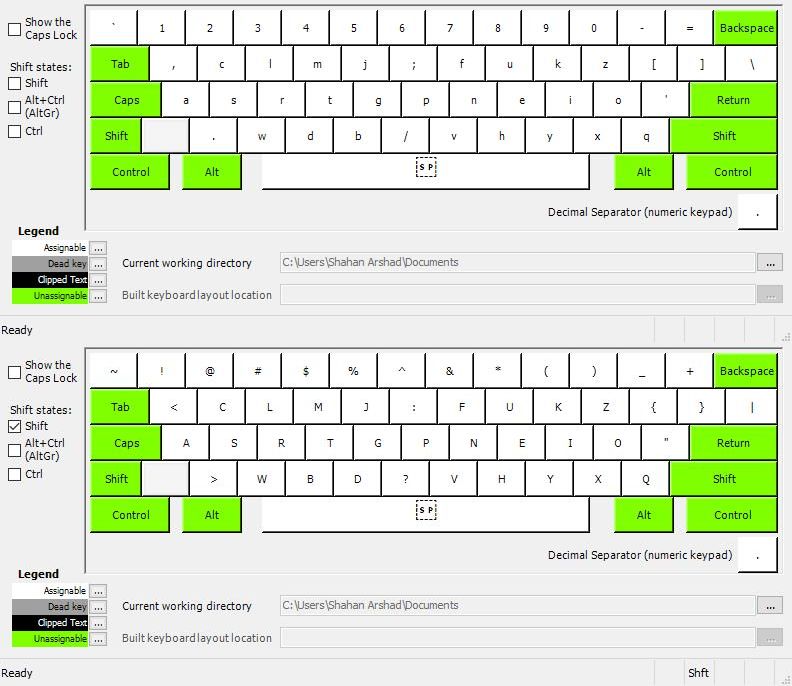 Show the
Caps Lock
` 1 2 3 4 5 6 7 8 9 0 - = Backspace
Shift states:
Tab , c l m j ; f u k z [ ] \
Shift
Alt+Ctrl
(AltGr)
Caps a s r t g p n e i o ' Return
Ctrl
Shift . w d b / v h y x q Shift
Control Alt SP Alt Control
Decimal Separator (numeric keypad) .
Legend
Assignable ...
Dead key ...
Current working directory C:\Users\Shahan Arshad\Documents ...
Clipped Text ...
Unassignable ...
Built keyboard layout location ...
Ready
Show the
Caps Lock
~ ! @ # $ % ^ & * ( ) _ + Backspace
Shift states:
Tab < C L M J : F U K Z { } |
Shift
Alt+Ctrl
(AltGr)
Caps A S R T G P N E I O " Return
Ctrl
Shift > W B D ? V H Y X Q Shift
Control Alt SP Alt Control
Decimal Separator (numeric keypad) .
Legend
Assignable ...
Dead key ...
Current working directory C:\Users\Shahan Arshad\Documents ...
Clipped Text ...
Unassignable ...
Built keyboard layout location ...
Ready Shft